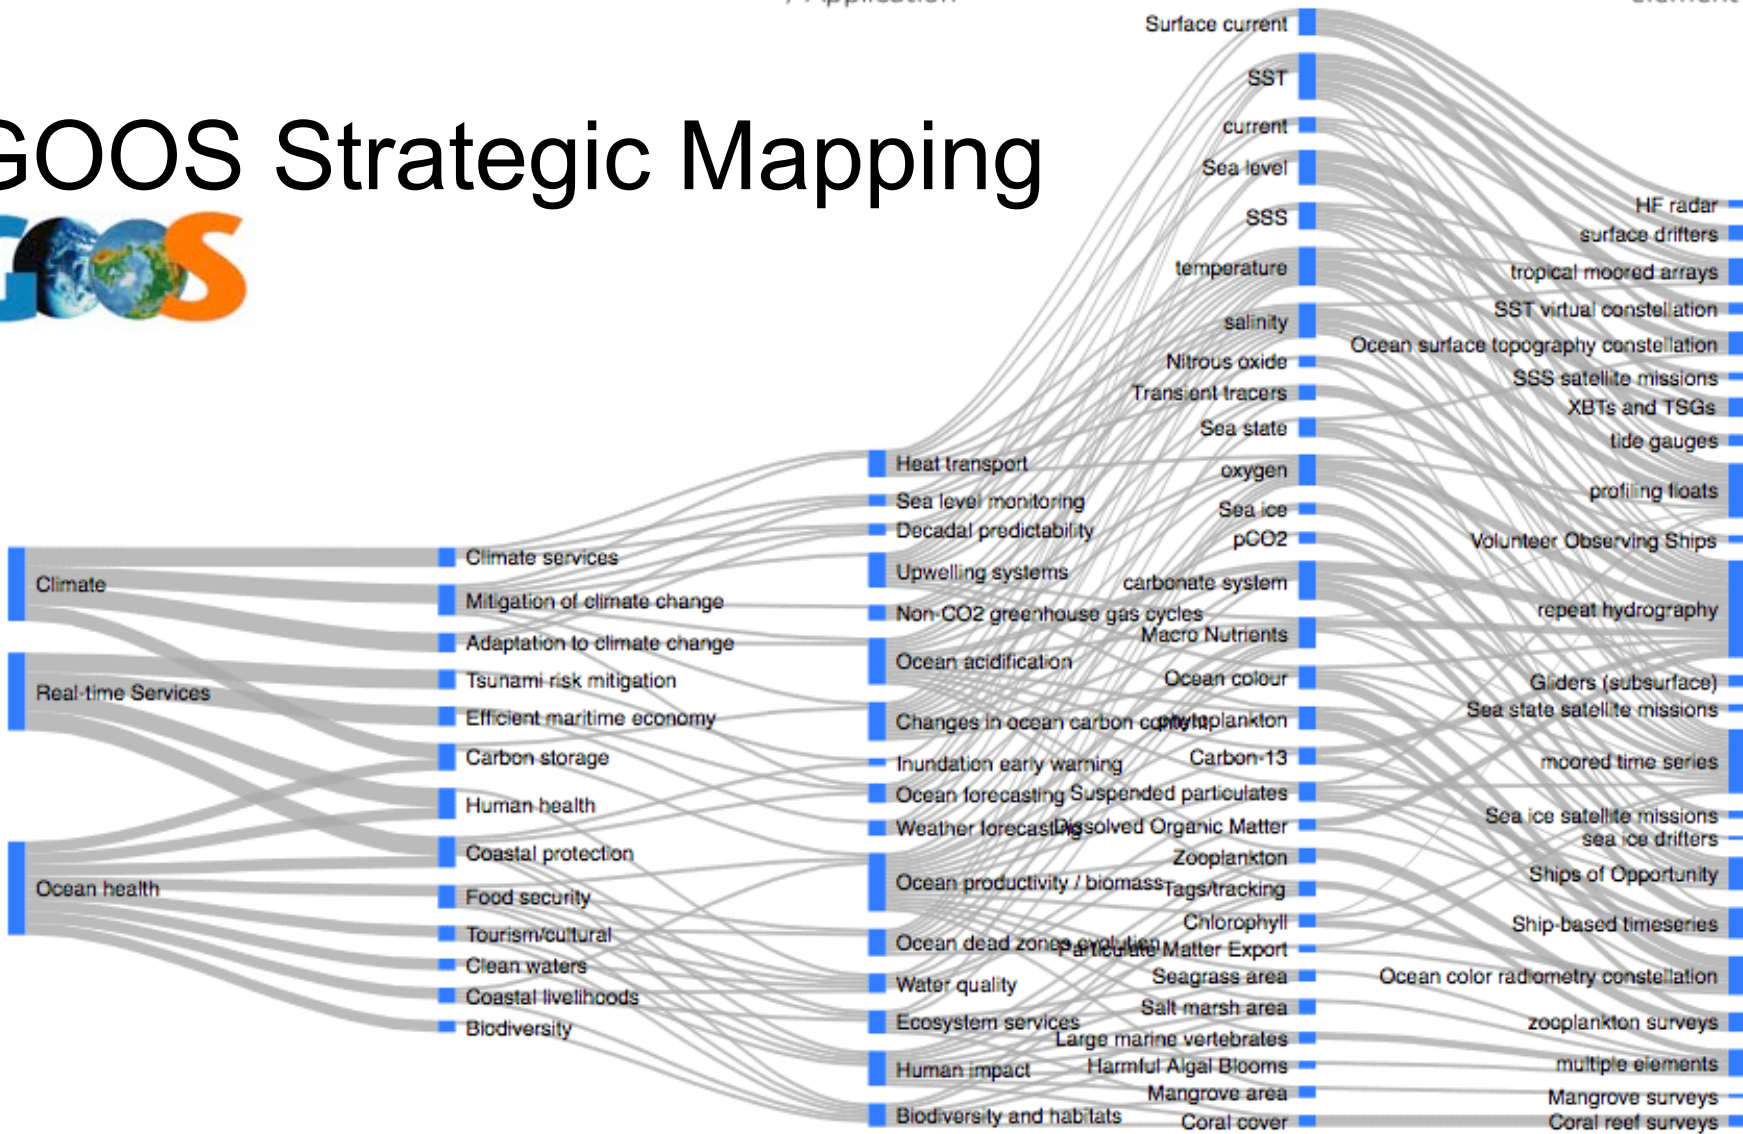 / Application
GOOS Strategic Mapping
GOOS
Climate
Real-time Services
Ocean health
Climate services
Mitigation of climate change
Adaptation to climate change
Tsunami risk mitigation
Efficient maritime economy
Carbon storage
Human health
Coastal protection
Food security
Tourism/cultural
Clean waters
Coastal livelihoods
Biodiversity
Heat transport
Sea level monitoring
Decadal predictability
Upwelling systems
Non-CO2 greenhouse gas cycles
Ocean acidification
Changes in ocean carbon content
Inundation early warning
Ocean forecasting
Weather forecasting
Ocean productivity / biomass
Ocean dead zones evolution
Water quality
Ecosystem services
Human impact
Biodiversity and habitats
Surface current
SST
current
Sea level
SSS
temperature
salinity
Nitrous oxide
Transient tracers
Sea state
oxygen
Sea ice
pCO2
carbonate system
Macro Nutrients
Ocean colour
phytoplankton
Carbon-13
Suspended particulates
Dissolved Organic Matter
Zooplankton
Tags/tracking
Chlorophyll
Particulate Matter Export
Seagrass area
Salt marsh area
Large marine vertebrates
Harmful Algal Blooms
Mangrove area
Coral cover
element
HF radar
surface drifters
tropical moored arrays
SST virtual constellation
Ocean surface topography constellation
SSS satellite missions
XBTs and TSGs
tide gauges
profiling floats
Volunteer Observing Ships
repeat hydrography
Gliders (subsurface)
Sea state satellite missions
moored time series
Sea ice satellite missions
sea ice drifters
Ships of Opportunity
Ship-based timeseries
Ocean color radiometry constellation
zooplankton surveys
multiple elements
Mangrove surveys
Coral reef surveys